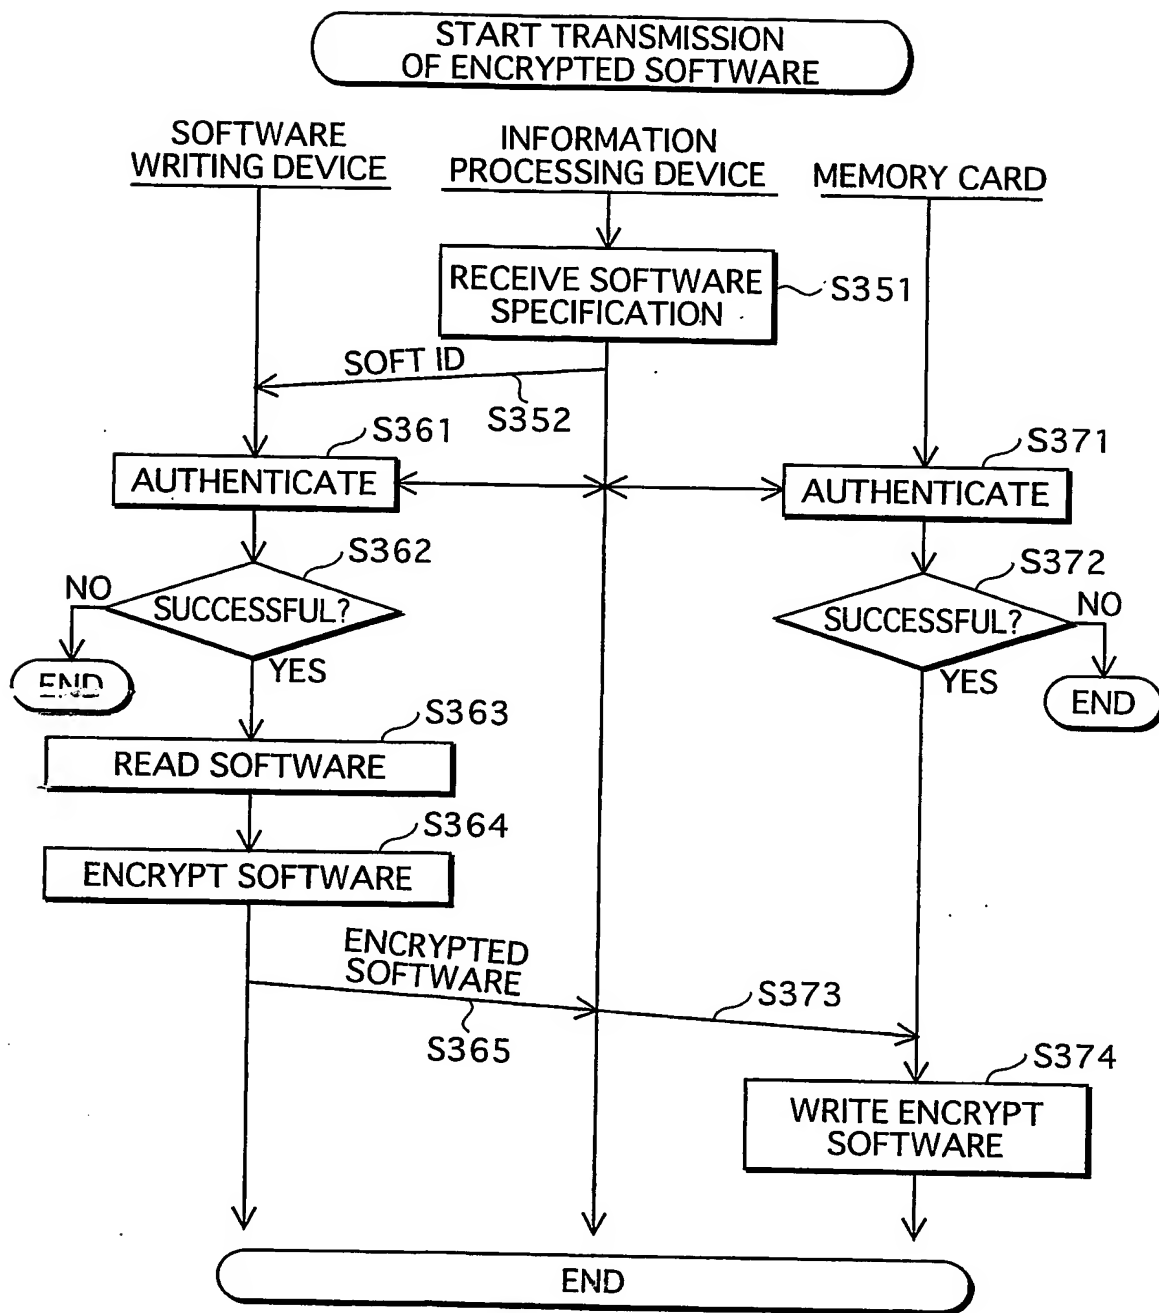 START TRANSMISSION
OF ENCRYPTED SOFTWARE
SOFTWARE
WRITING DEVICE
INFORMATION
PROCESSING DEVICE
MEMORY CARD
RECEIVE SOFTWARE
SPECIFICATION
S351
SOFT ID
S352
S361
AUTHENTICATE
S371
AUTHENTICATE
S362
NO
SUCCESSFUL?
YES
END
S372
SUCCESSFUL?
NO
YES
END
S363
READ SOFTWARE
S364
ENCRYPT SOFTWARE
ENCRYPTED
SOFTWARE
S365
S373
S374
WRITE ENCRYPT
SOFTWARE
END